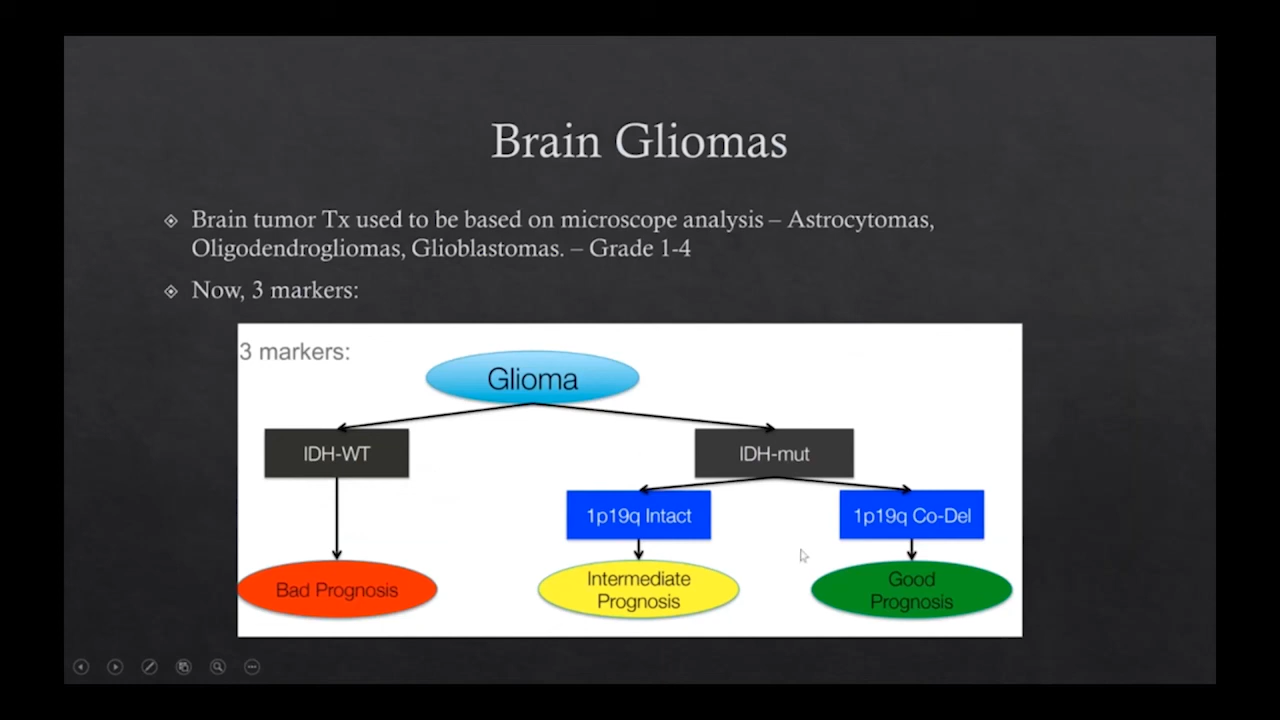 Brain Gliomas
Brain tumor Tx used to be based on microscope analysis – Astrocytomas,
Oligodendrogliomas, Glioblastomas. – Grade 1-4
Now, 3 markers:
3 markers:
Glioma
IDH-WT
IDH-mut
1p19q Intact
1p19q Co-Del
Bad Prognosis
Intermediate
Prognosis
Good
Prognosis